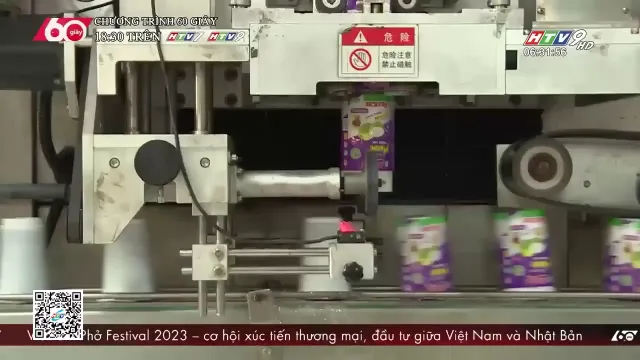 60 giây
CHƯƠNG TRÌNH 60 GIÂY
18:30 TRÊN HTV7 HTV9
HTV9 HD
06:31:56
危险
危险注意
禁止碰触
Phở Festival 2023 – cơ hội xúc tiến thương mại, đầu tư giữa Việt Nam và Nhật Bản
60